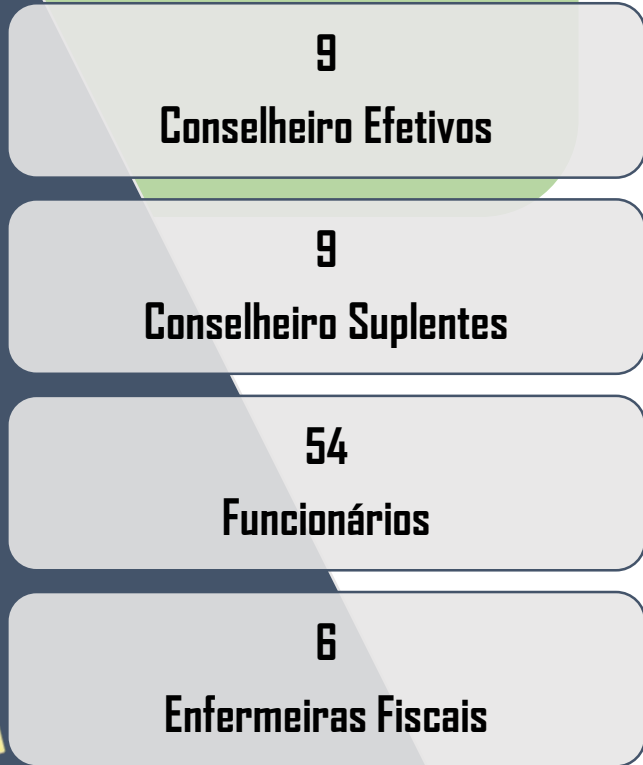 9
Conselheiro Efetivos
9
Conselheiro Suplentes
54
Funcionários
6
Enfermeiras Fiscais